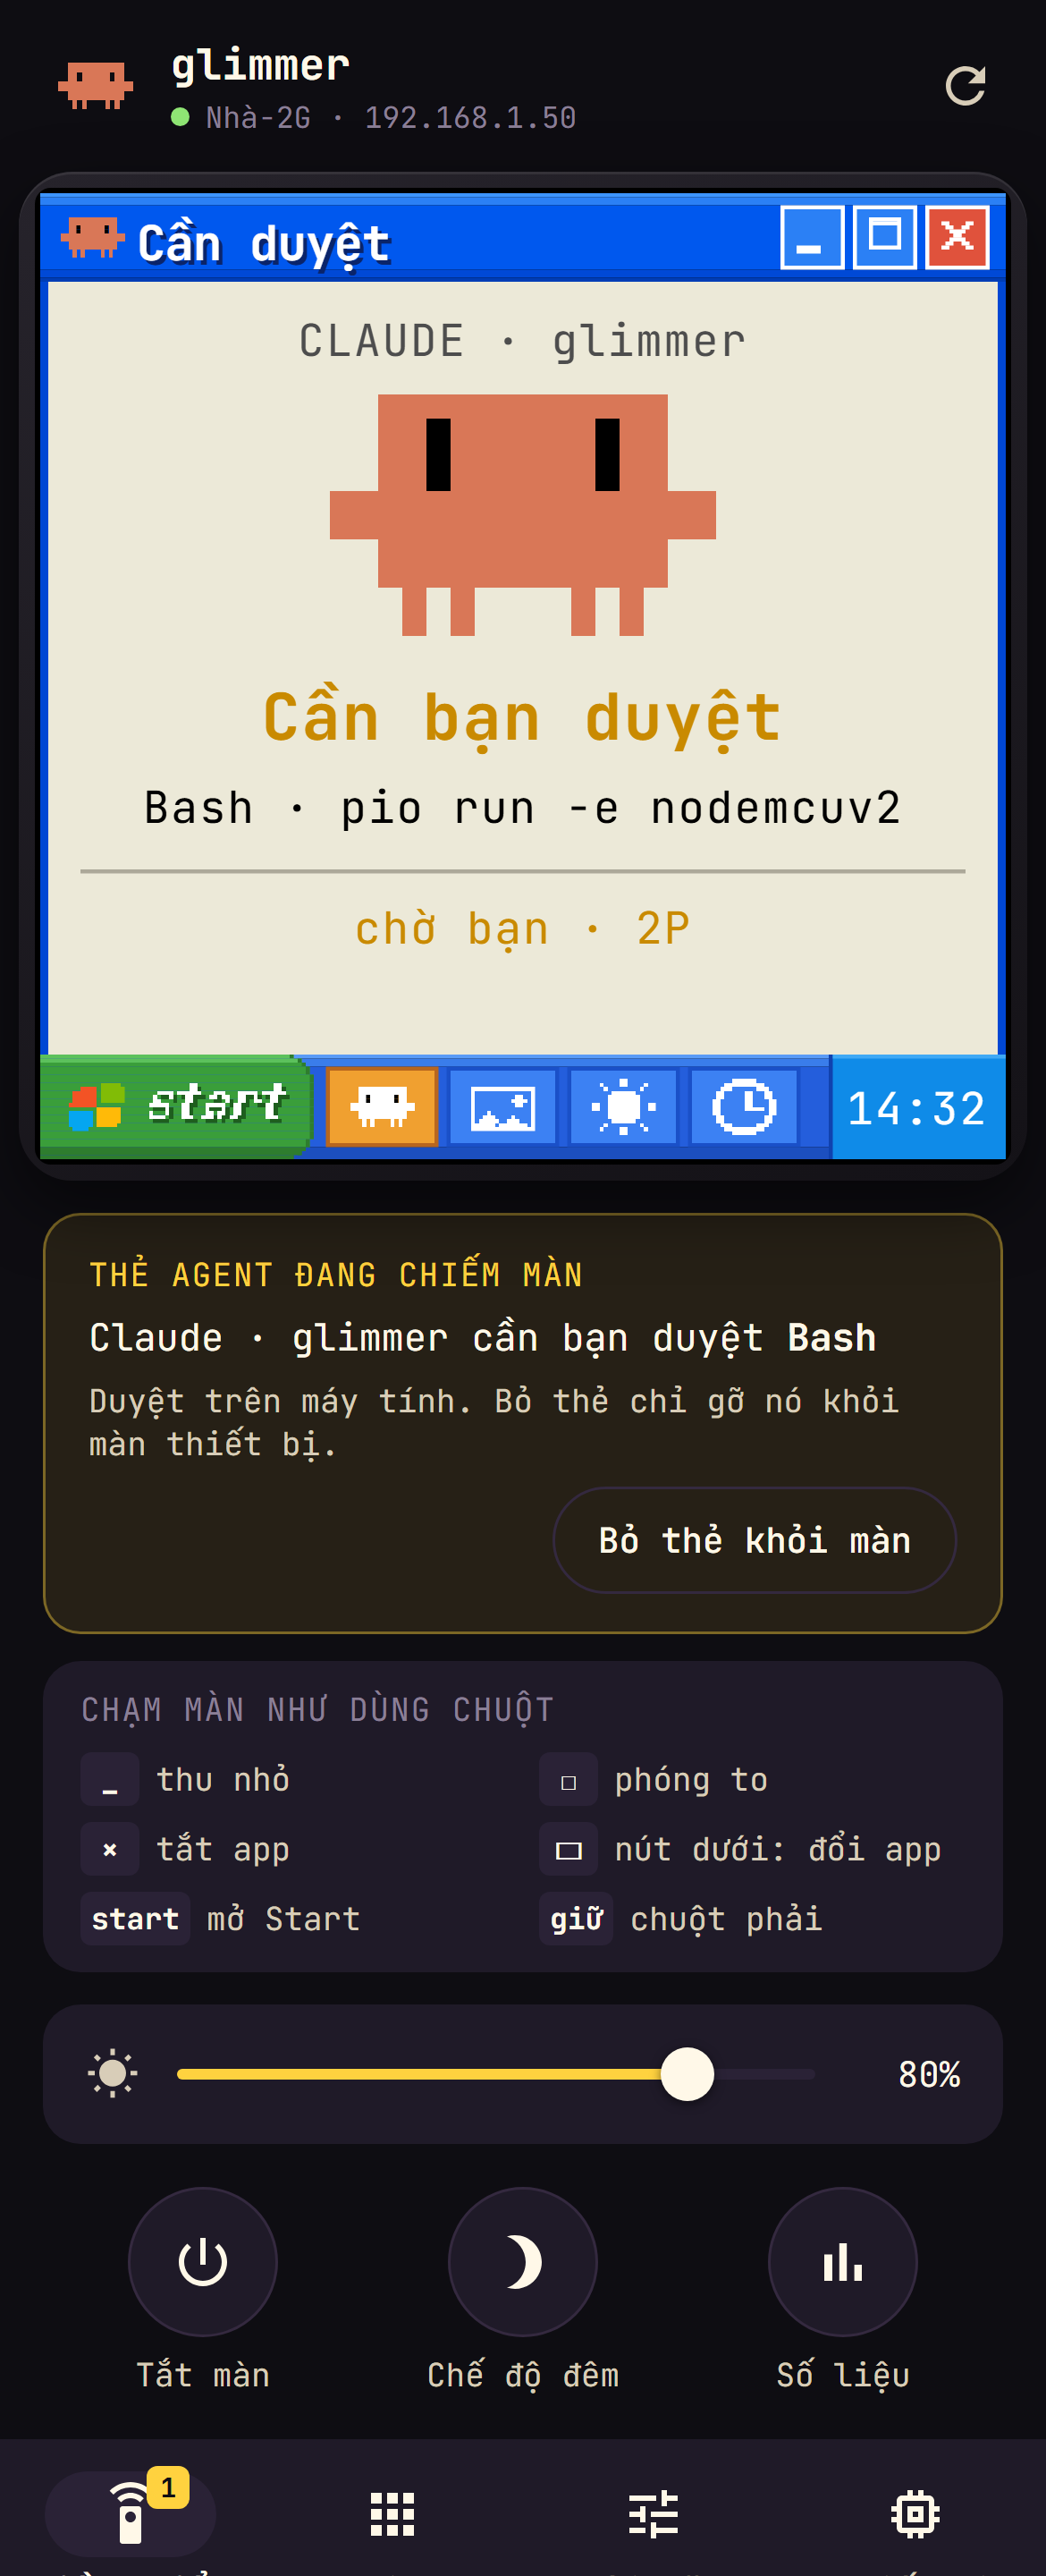 glimmer
Nhà-2G · 192.168.1.50
Cần duyệt
CLAUDE · glimmer
Cần bạn duyệt
Bash · pio run -e nodemcuv2
chờ bạn · 2P
start
14:32
THẺ AGENT ĐANG CHIẾM MÀN
Claude · glimmer cần bạn duyệt Bash
Duyệt trên máy tính. Bỏ thẻ chỉ gỡ nó khỏi
màn thiết bị.
Bỏ thẻ khỏi màn
CHẠM MÀN NHƯ DÙNG CHUỘT
_ thu nhỏ
□ phóng to
× tắt app
▭ nút dưới: đổi app
start mở Start
giữ chuột phải
80%
Tắt màn
Chế độ đêm
Số liệu
1